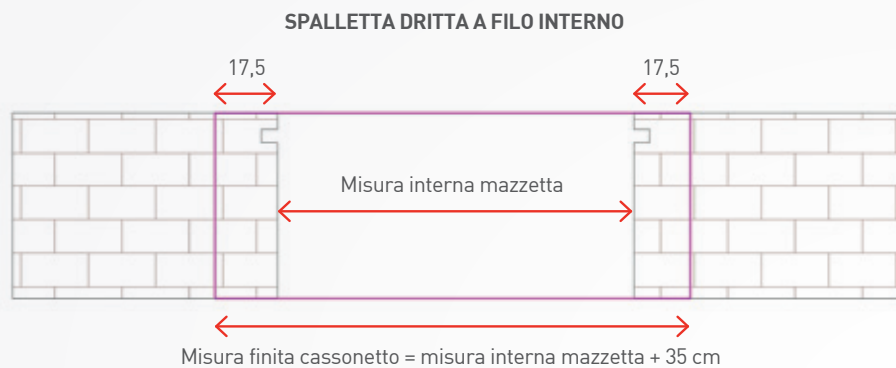 SPALLETTA DRITTA A FILO INTERNO
17,5 17,5
Misura interna mazzetta
Misura finita cassonetto = misura interna mazzetta + 35 cm